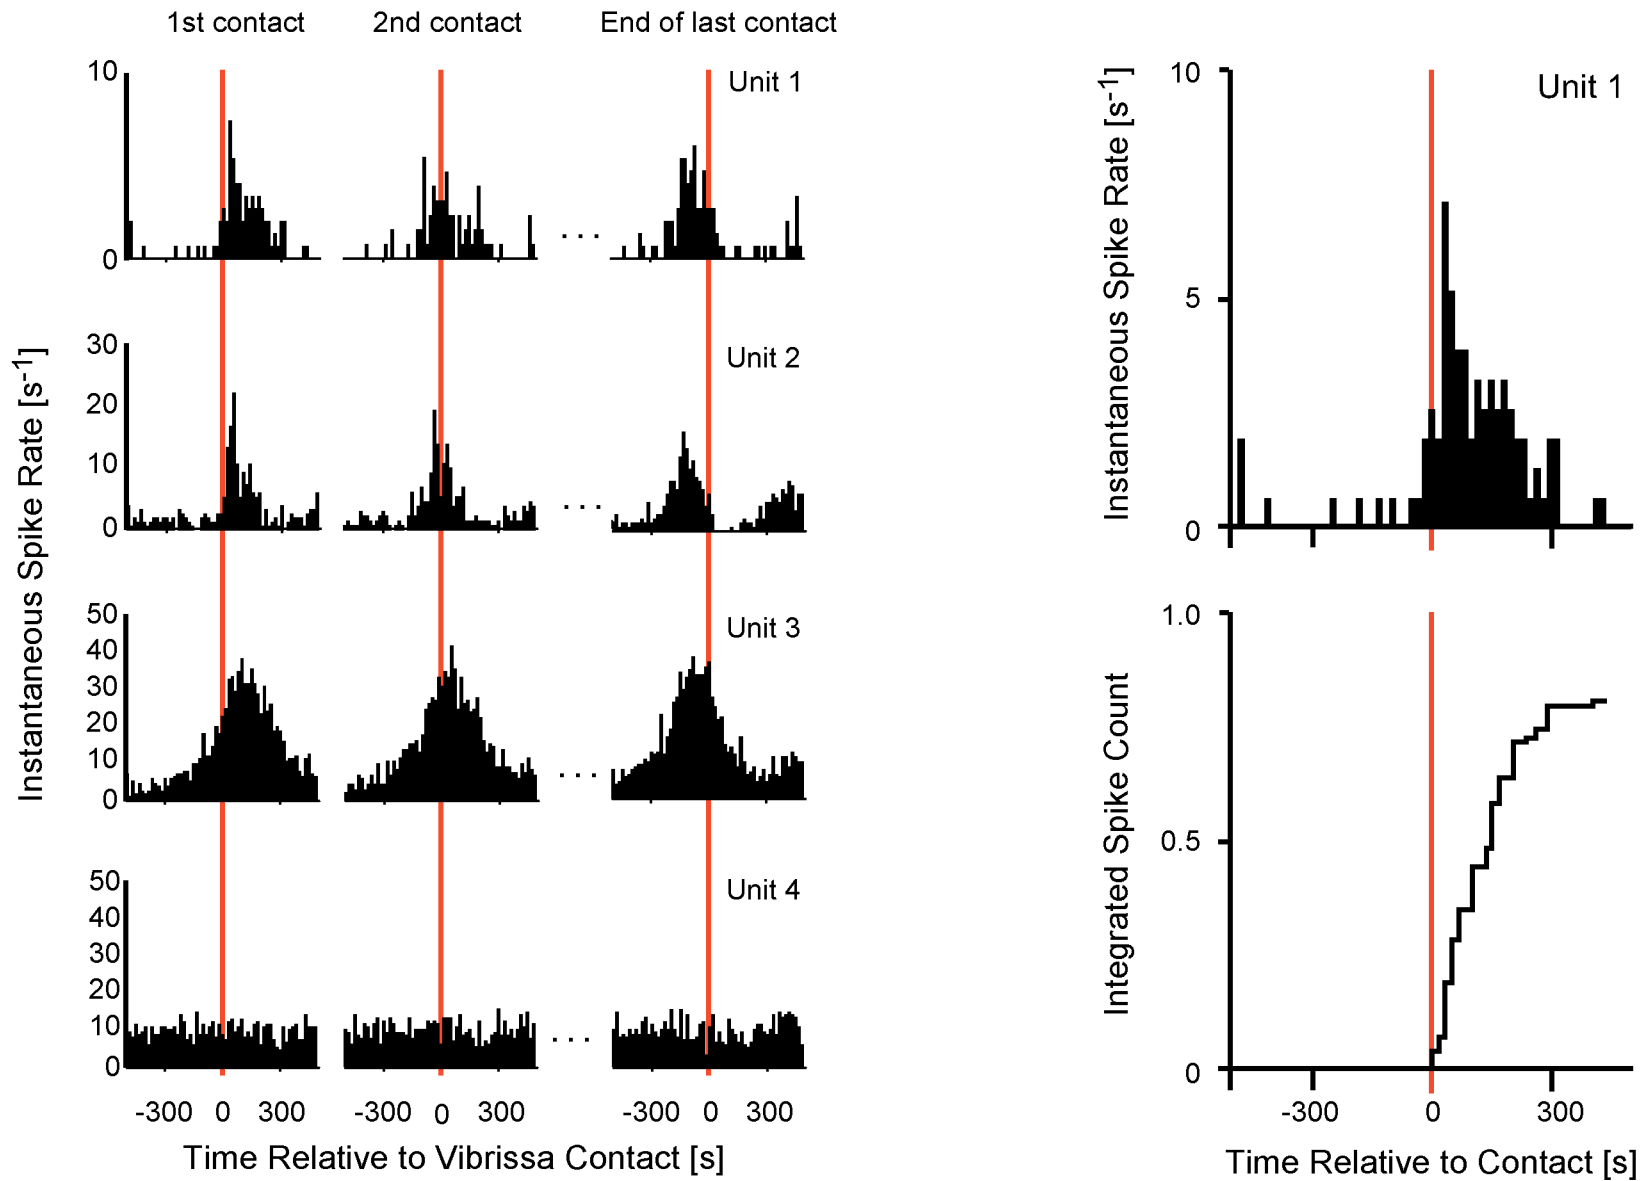 1st contact
2nd contact
End of last contact
Instantaneous Spike Rate [s-1]
10
0
Unit 1
. . .
30
20
10
0
Unit 2
. . .
50
40
30
20
10
0
Unit 3
. . .
50
40
30
20
10
0
Unit 4
. . .
-300 0 300
-300 0 300
-300 0 300
Time Relative to Vibrissa Contact [s]
Instantaneous Spike Rate [s-1]
10
5
0
Unit 1
Integrated Spike Count
1.0
0.5
0
-300 0 300
Time Relative to Contact [s]